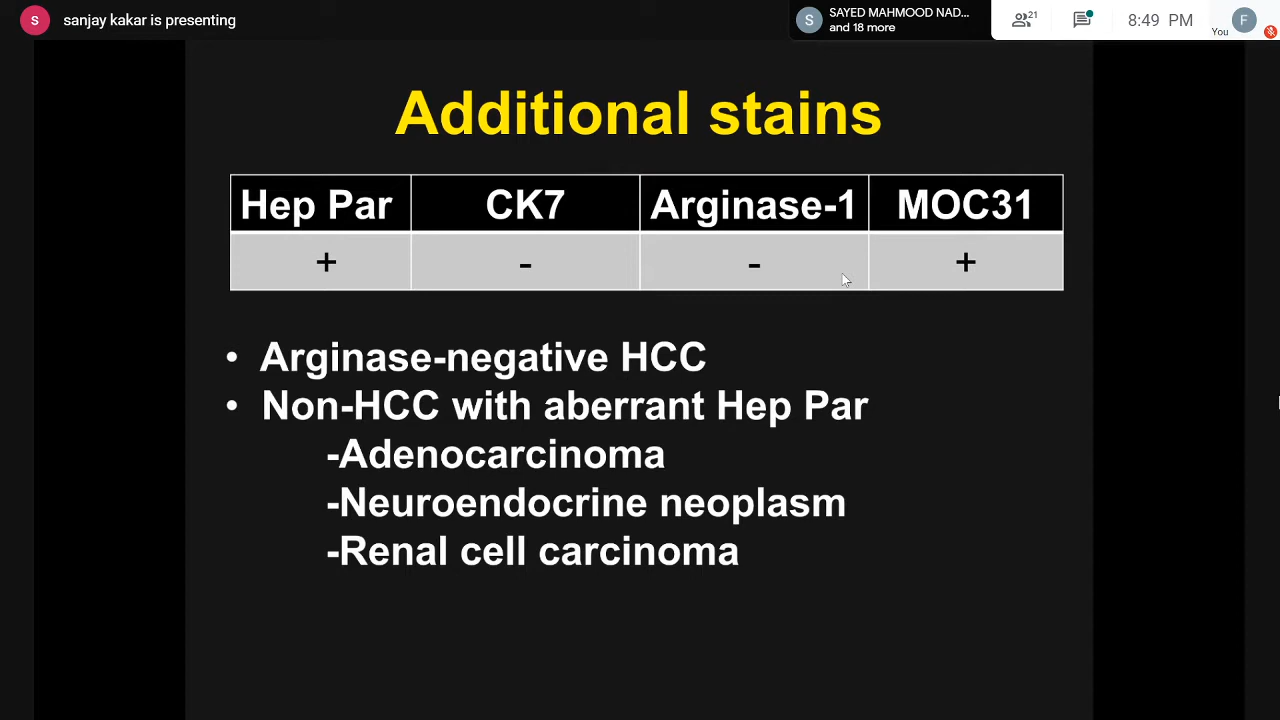 S sanjay kakar is presenting
S SAYED MAHMOOD NAD...
and 18 more
21
8:49 PM
You
F
Additional stains
Hep Par CK7 Arginase-1 MOC31
+ - - +
• Arginase-negative HCC
• Non-HCC with aberrant Hep Par
-Adenocarcinoma
-Neuroendocrine neoplasm
-Renal cell carcinoma